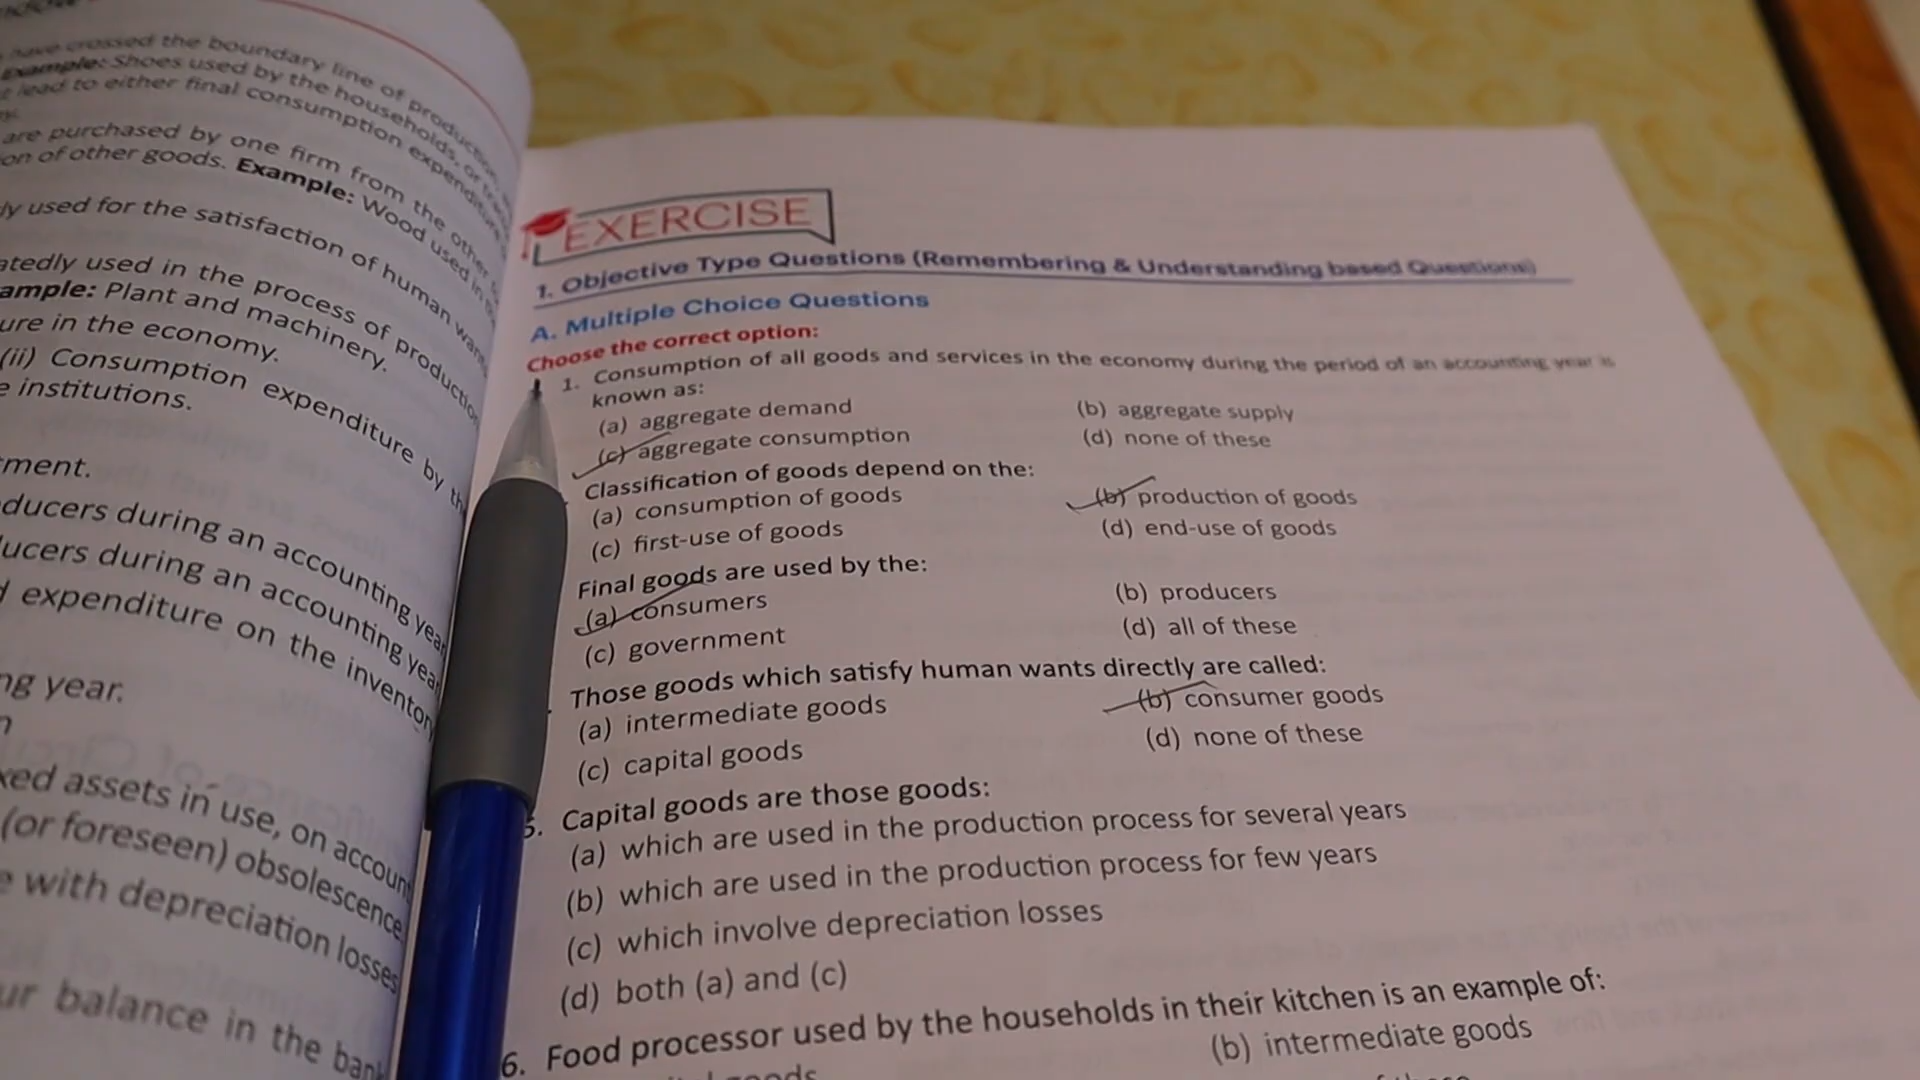 have crossed the boundary line of production
Example: Shoes used by the households, or
lead to either final consumption expenditure
are purchased by one firm from the other
on of other goods. Example: Wood used in
ly used for the satisfaction of human wants
atedly used in the process of production
ample: Plant and machinery.
ure in the economy.
(ii) Consumption expenditure by th
e institutions.
ment.
ducers during an accounting year
ucers during an accounting year
expenditure on the inventory
ng year.
n
xed assets in use, on account
(or foreseen) obsolescence
e with depreciation losses
ur balance in the bank
EXERCISE
1. Objective Type Questions (Remembering & Understanding based Questions)
A. Multiple Choice Questions
Choose the correct option:
1. Consumption of all goods and services in the economy during the period of an accounting year is
known as:
(a) aggregate demand (b) aggregate supply
(c) aggregate consumption (d) none of these
Classification of goods depend on the:
(a) consumption of goods (b) production of goods
(c) first-use of goods (d) end-use of goods
Final goods are used by the:
(a) consumers (b) producers
(c) government (d) all of these
Those goods which satisfy human wants directly are called:
(a) intermediate goods (b) consumer goods
(c) capital goods (d) none of these
5. Capital goods are those goods:
(a) which are used in the production process for several years
(b) which are used in the production process for few years
(c) which involve depreciation losses
(d) both (a) and (c)
6. Food processor used by the households in their kitchen is an example of:
(b) intermediate goods